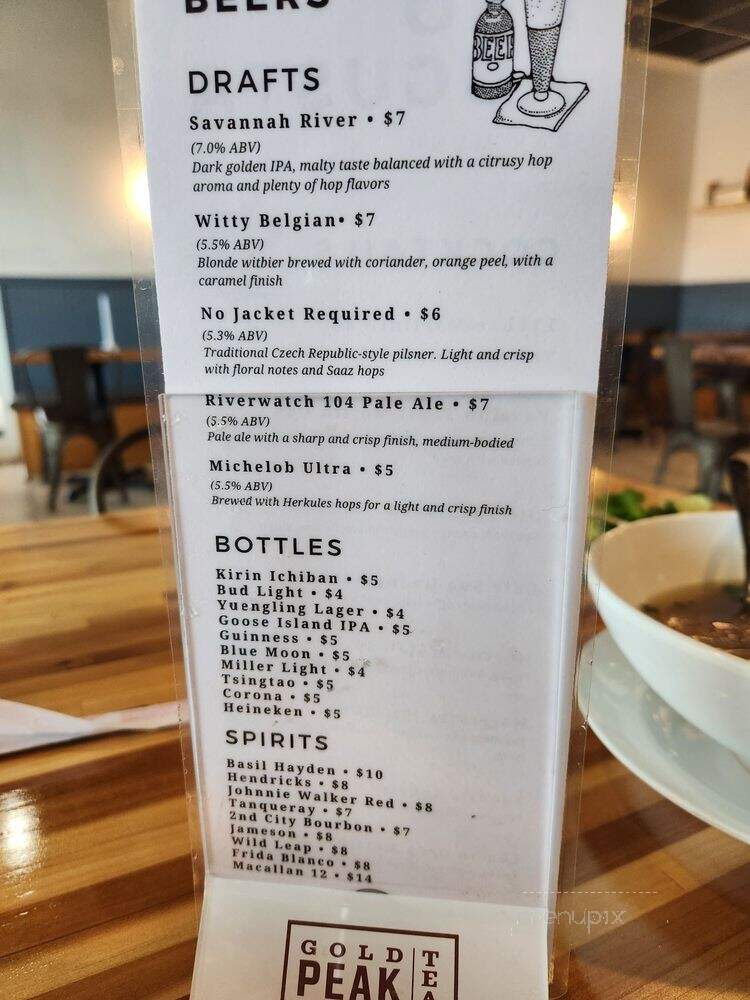 BEERS
BEER
DRAFTS
Savannah River • $7
(7.0% ABV)
Dark golden IPA, malty taste balanced with a citrusy hop
aroma and plenty of hop flavors
Witty Belgian• $7
(5.5% ABV)
Blonde witbier brewed with coriander, orange peel, with a
caramel finish
No Jacket Required • $6
(5.3% ABV)
Traditional Czech Republic-style pilsner. Light and crisp
with floral notes and Saaz hops
Riverwatch 104 Pale Ale • $7
(5.5% ABV)
Pale ale with a sharp and crisp finish, medium-bodied
Michelob Ultra • $5
(5.5% ABV)
Brewed with Herkules hops for a light and crisp finish
BOTTLES
Kirin Ichiban • $5
Bud Light • $4
Yuengling Lager • $4
Goose Island IPA • $5
Guinness • $5
Blue Moon • $5
Miller Light • $4
Tsingtao • $5
Corona • $5
Heineken • $5
SPIRITS
Basil Hayden • $10
Hendricks • $8
Johnnie Walker Red • $8
Tanqueray • $7
2nd City Bourbon • $7
Jameson • $8
Wild Leap • $8
Frida Blanco • $8
Macallan 12 • $14
menupix
GOLD
PEAK
TEA